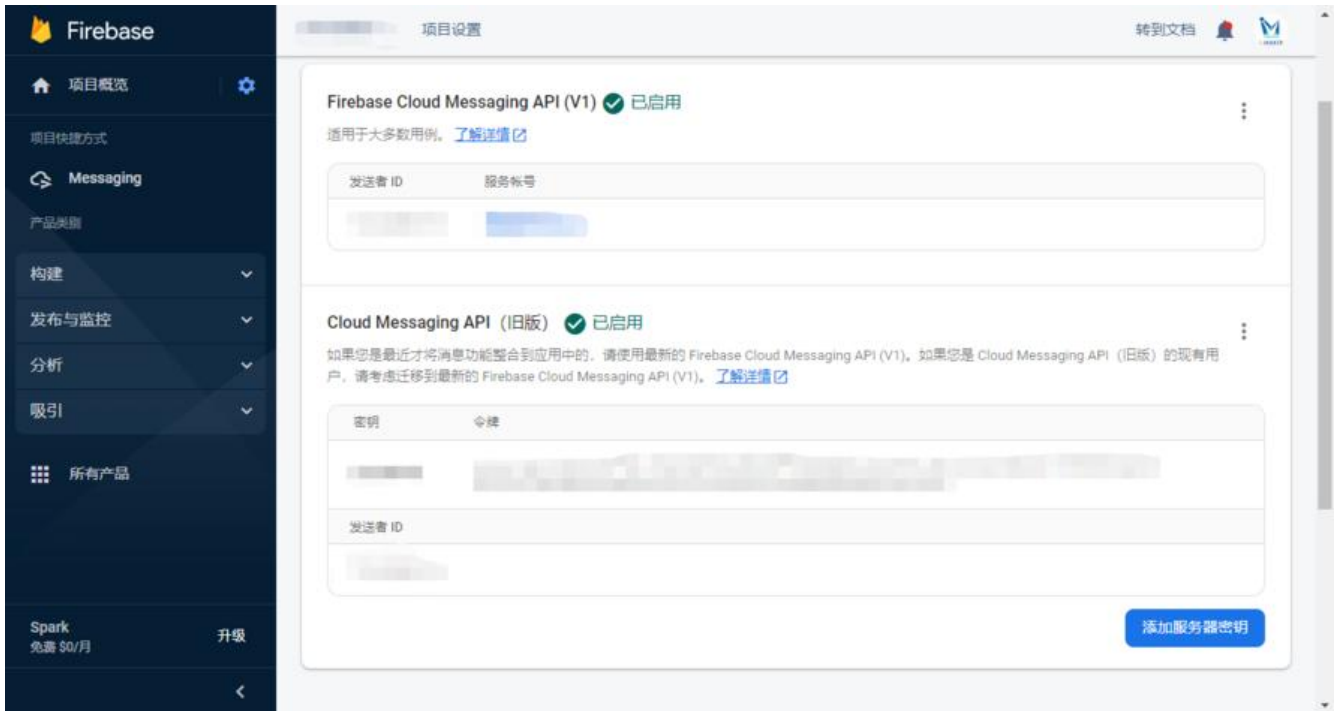 Firebase
项目设置
转到文档
项目概览
项目快捷方式
Messaging
产品类别
构建
发布与监控
分析
吸引
所有产品
Spark
免费 $0/月
升级
Firebase Cloud Messaging API (V1) 已启用
适用于大多数用例。 了解详情
发送者 ID 服务帐号
Cloud Messaging API（旧版） 已启用
如果您是最近才将消息功能整合到应用中的，请使用最新的 Firebase Cloud Messaging API (V1)。如果您是 Cloud Messaging API（旧版）的现有用
户，请考虑迁移到最新的 Firebase Cloud Messaging API (V1)。 了解详情
密钥 令牌
发送者 ID
添加服务器密钥